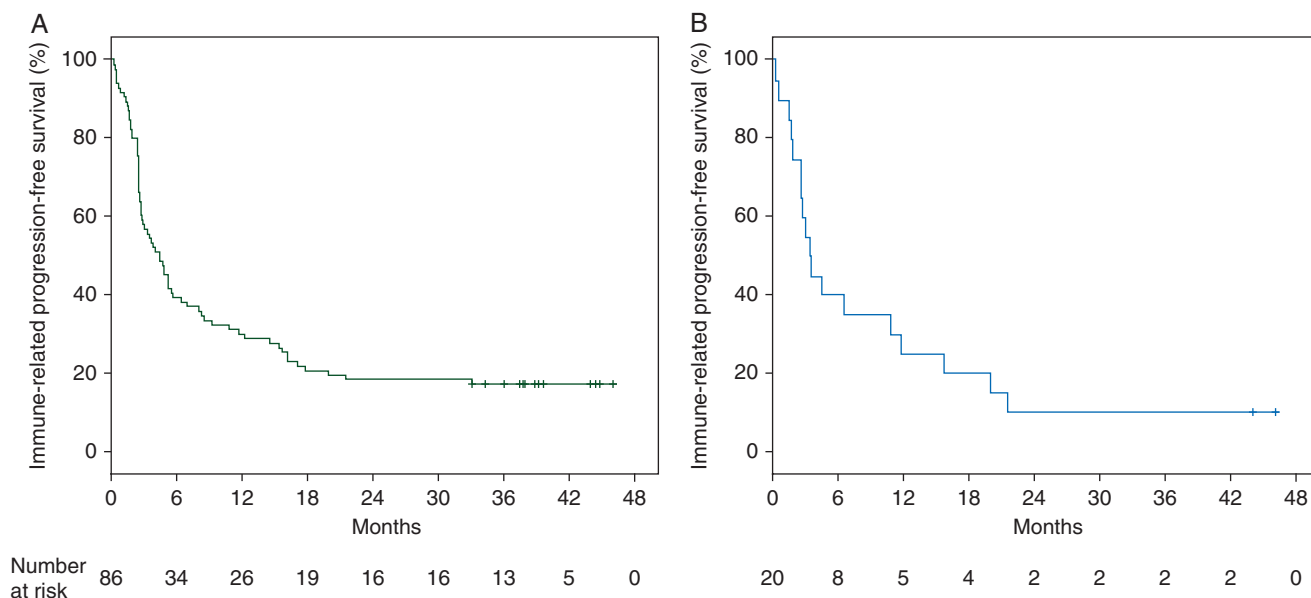 A
Immune-related progression-free survival (%)
100
80
60
40
20
0
0 6 12 18 24 30 36 42 48
Months
Number at risk 86 34 26 19 16 16 13 5 0
B
Immune-related progression-free survival (%)
100
80
60
40
20
0
0 6 12 18 24 30 36 42 48
Months
20 8 5 4 2 2 2 2 0